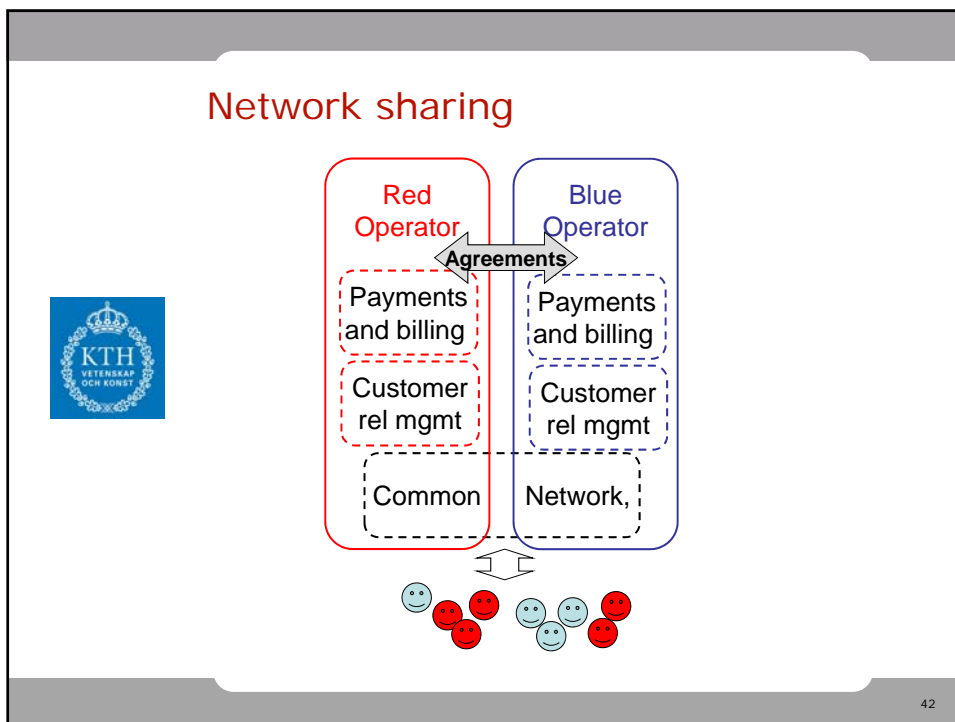 Network sharing
Red
Operator
Blue
Operator
Agreements
Payments
and billing
Payments
and billing
Customer
rel mgmt
Customer
rel mgmt
Common Network,
KTH
VETENSKAP
OCH KONST
42